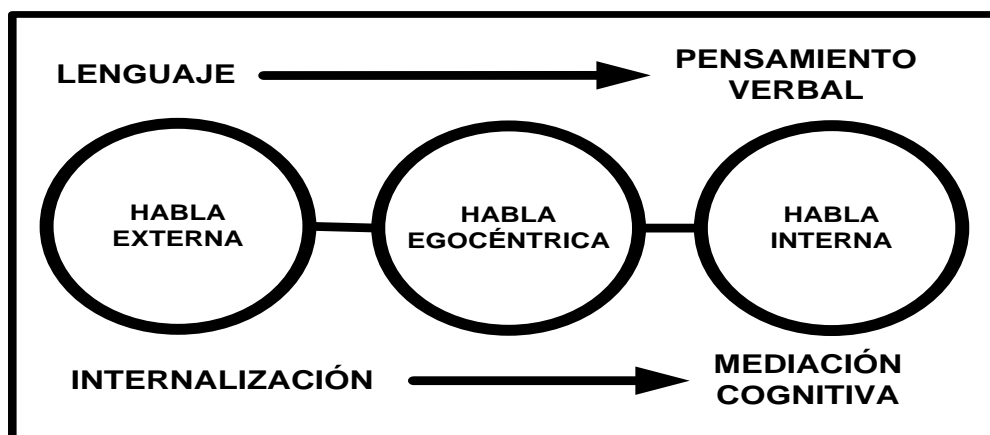 LENGUAJE
PENSAMIENTO
VERBAL
HABLA
EXTERNA
HABLA
EGOCÉNTRICA
HABLA
INTERNA
INTERNALIZACIÓN
MEDIACIÓN
COGNITIVA